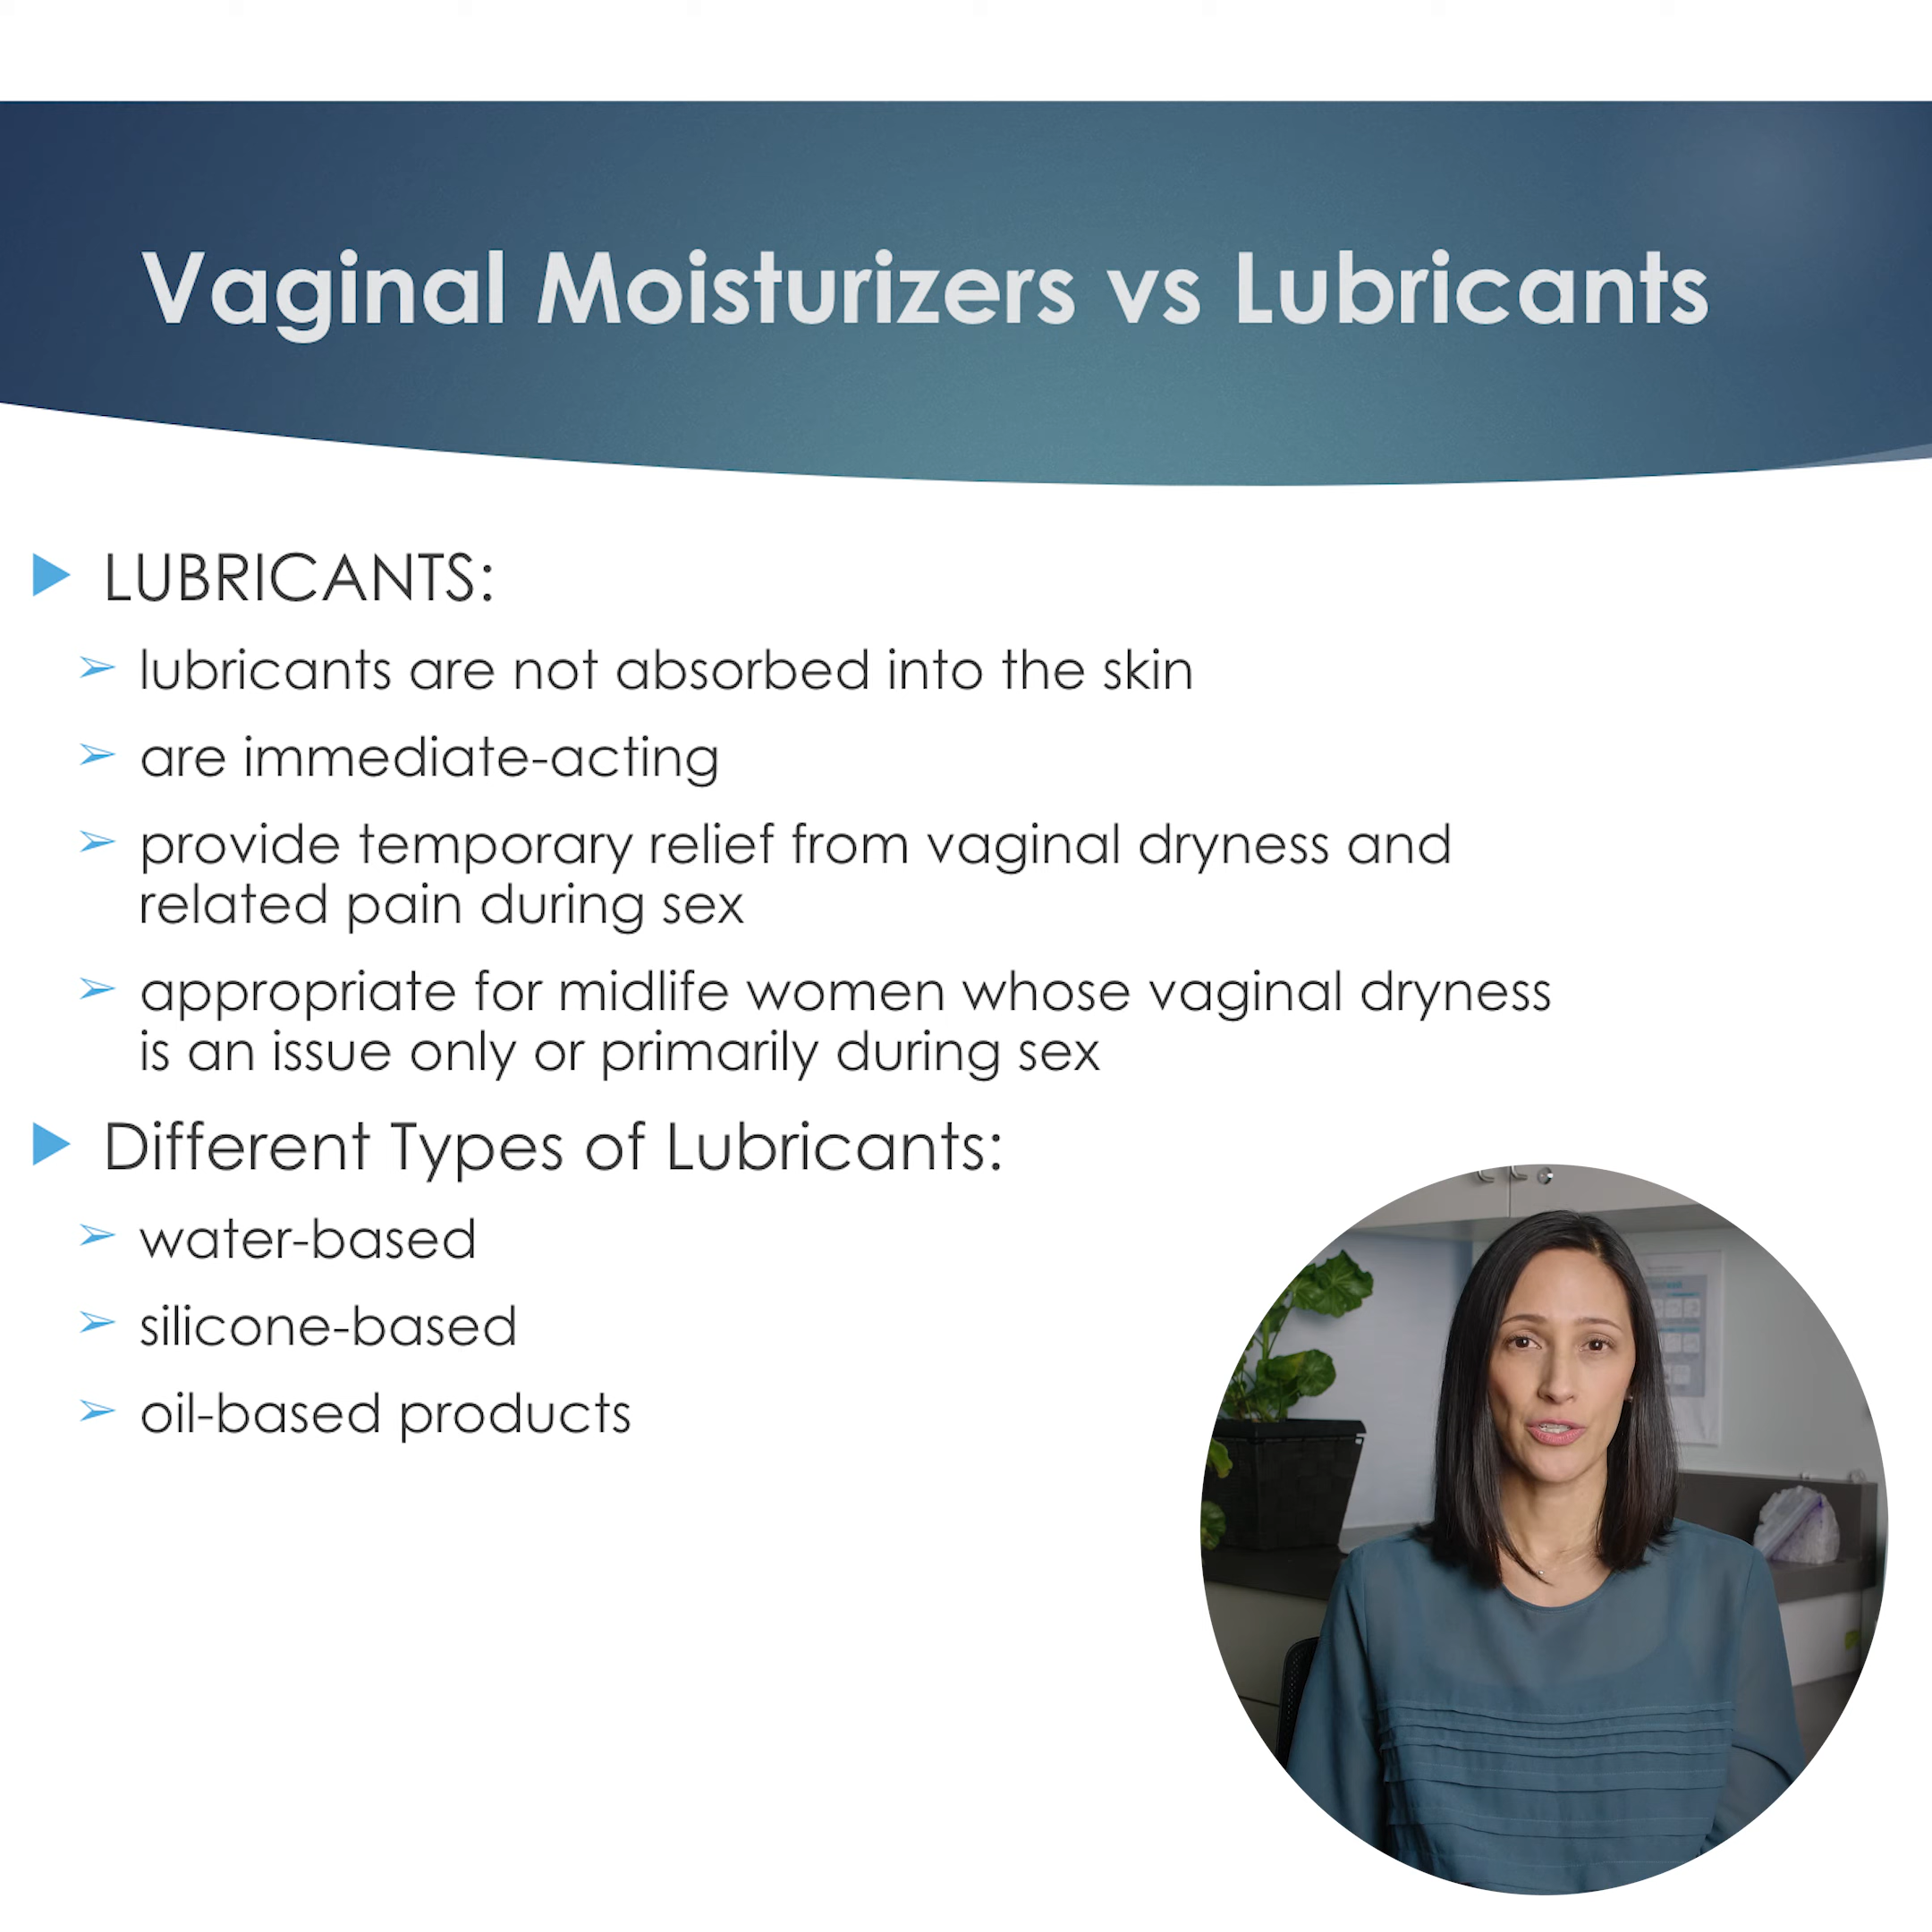 Vaginal Moisturizers vs Lubricants
LUBRICANTS:
lubricants are not absorbed into the skin
are immediate-acting
provide temporary relief from vaginal dryness and
related pain during sex
appropriate for midlife women whose vaginal dryness
is an issue only or primarily during sex
Different Types of Lubricants:
water-based
silicone-based
oil-based products